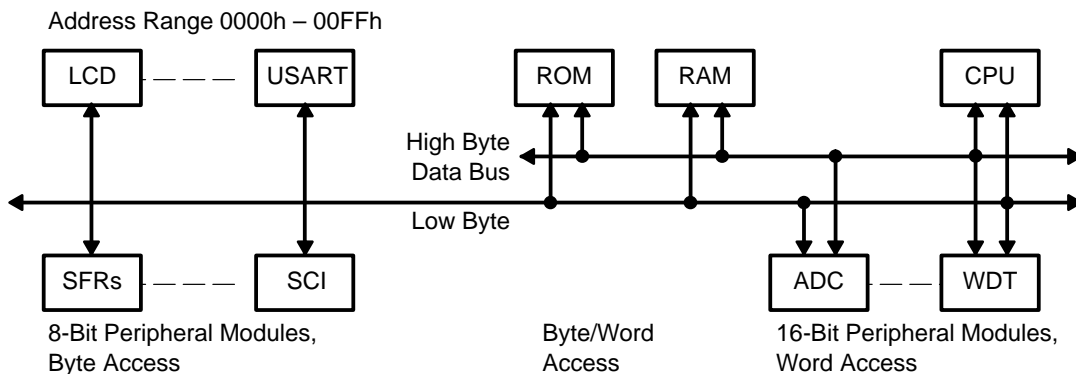 Address Range 0000h – 00FFh
LCD
USART
ROM
RAM
CPU
High Byte
Data Bus
Low Byte
SFRs
SCI
ADC
WDT
8-Bit Peripheral Modules,
Byte Access
Byte/Word
Access
16-Bit Peripheral Modules,
Word Access